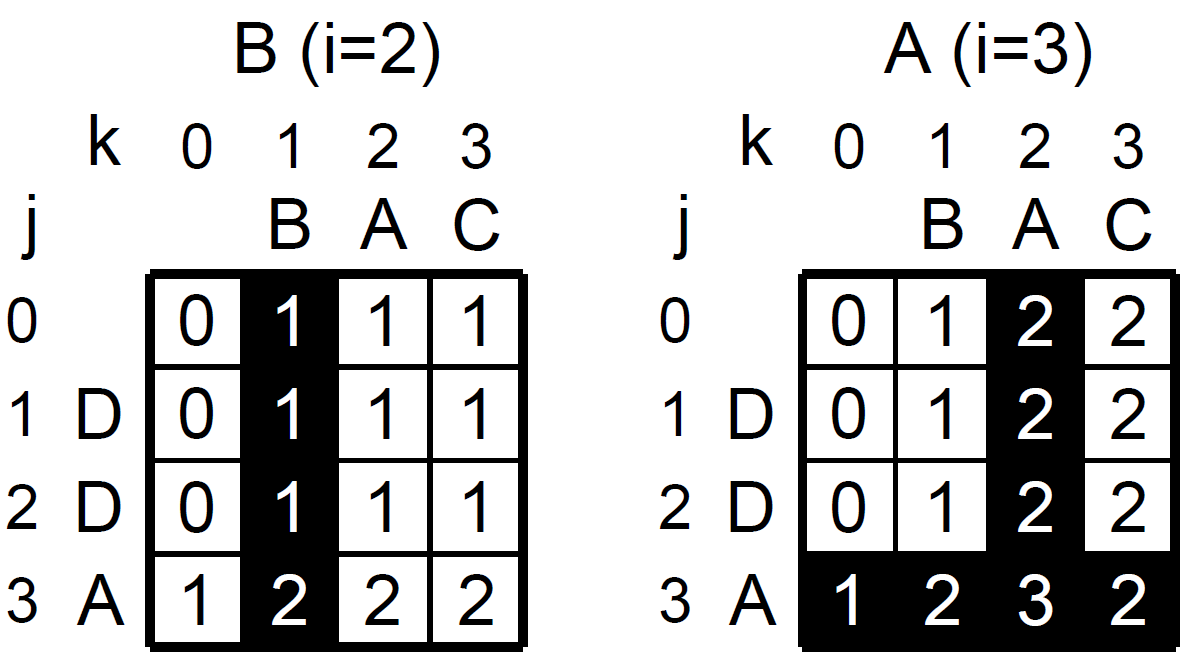 B (i=2) A (i=3)
k 0 1 2 3 k 0 1 2 3
j B A C j B A C
0 0 1 1 1 0 0 1 2 2
1 D 0 1 1 1 1 D 0 1 2 2
2 D 0 1 1 1 2 D 0 1 2 2
3 A 1 2 2 2 3 A 1 2 3 2